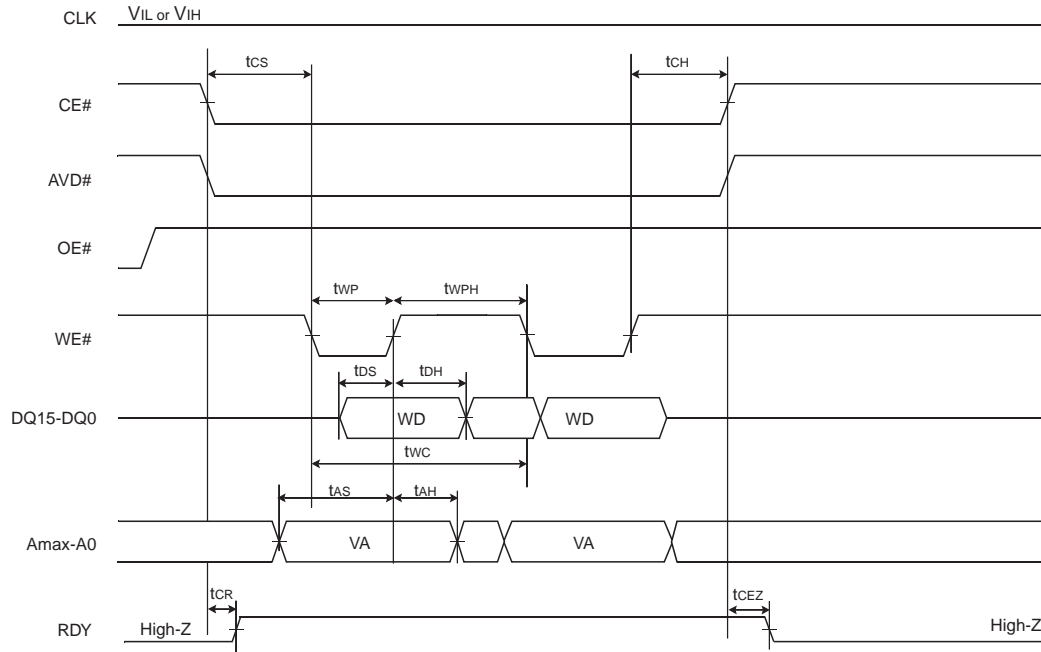 CLK VIL or VIH
tCS tCH
CE#
AVD#
OE#
tWP tWPH
WE#
tDS tDH
DQ15-DQ0 WD WD
tWC
tAS tAH
Amax-A0 VA VA
tCR tCEZ
RDY High-Z High-Z